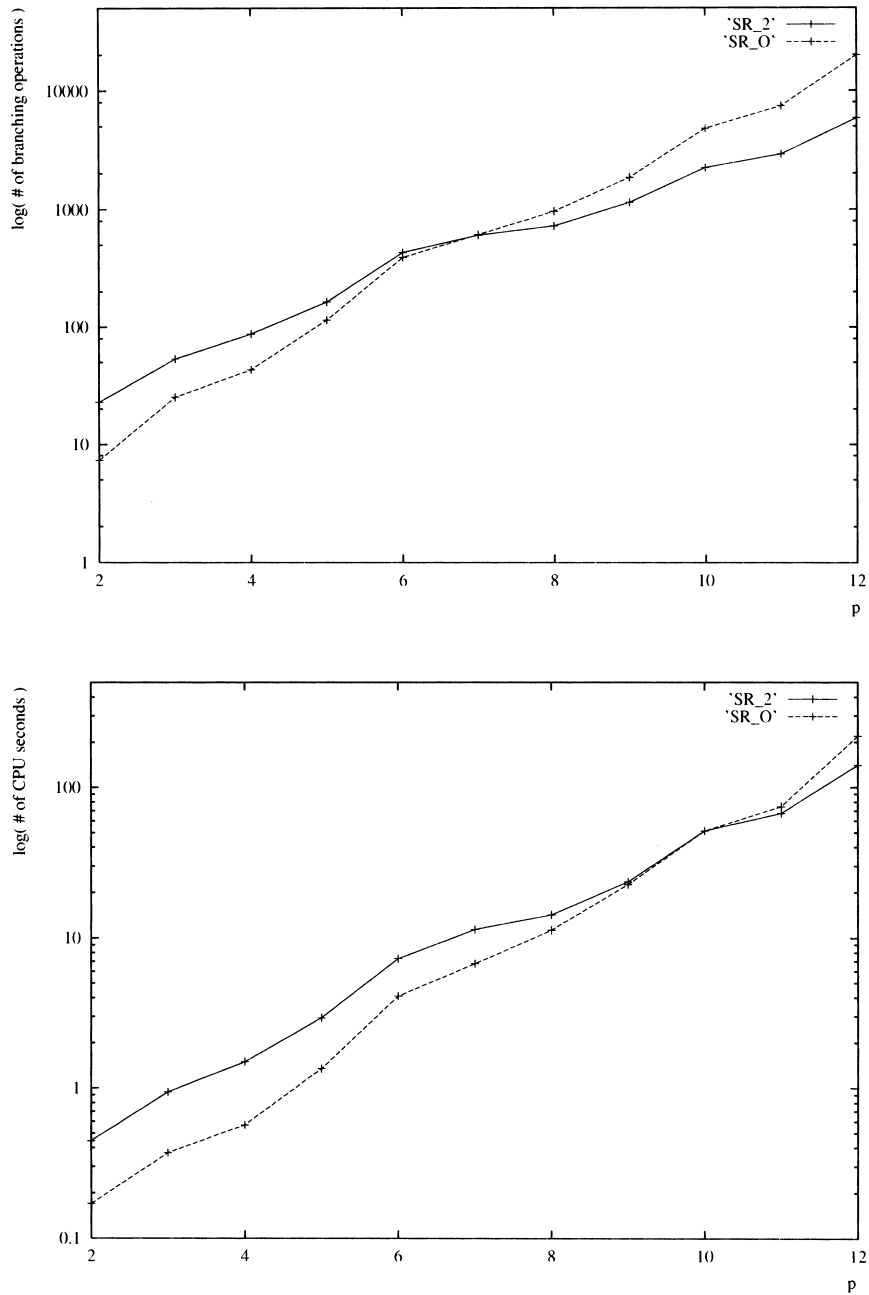 log( # of branching operations )
'SR_2'
'SR_O'
10000
1000
100
10
1
2
4
6
8
10
12
p
log( # of CPU seconds )
'SR_2'
'SR_O'
100
10
1
0.1
2
4
6
8
10
12
p